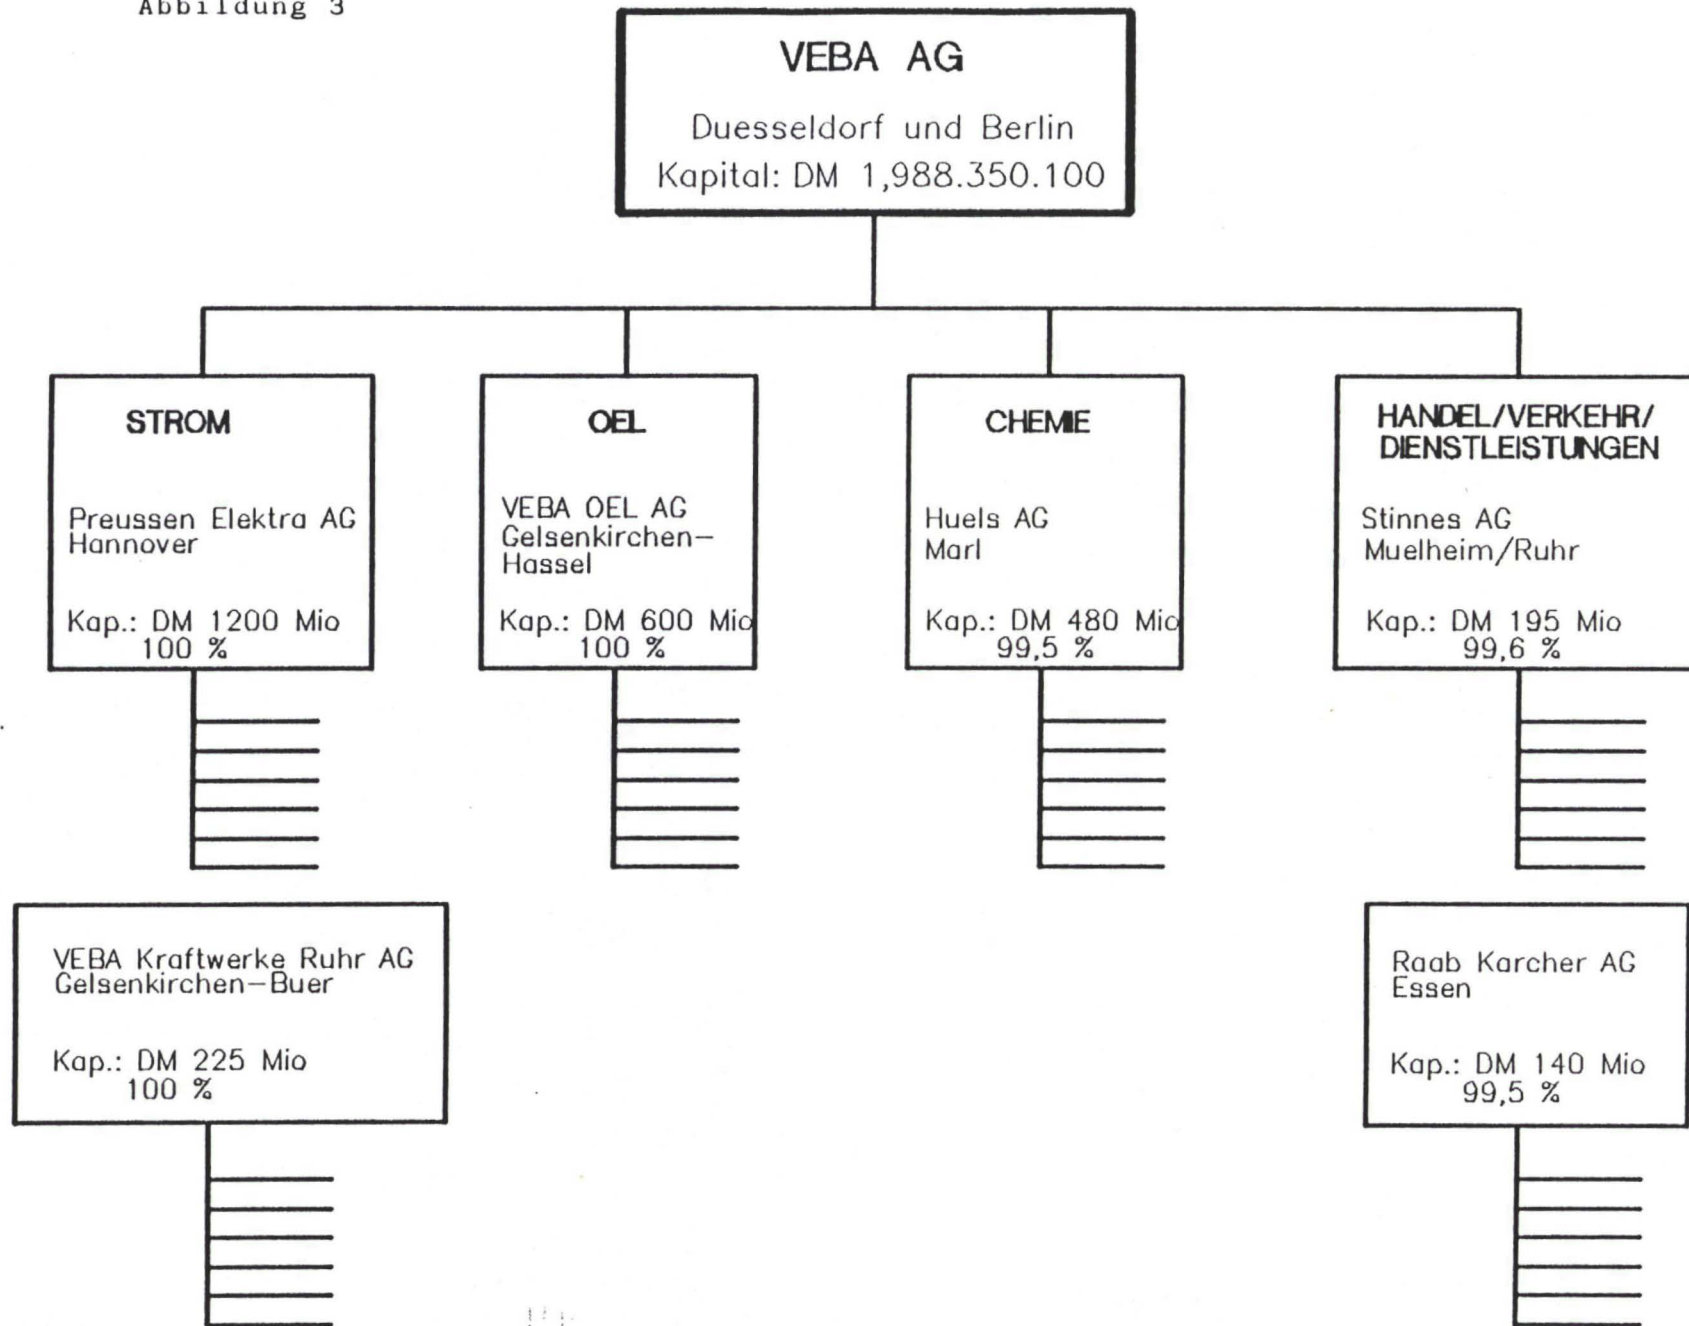 Abbildung 3
VEBA AG
Duesseldorf und Berlin
Kapital: DM 1,988.350.100
STROM
Preussen Elektra AG
Hannover
Kap.: DM 1200 Mio
100 %
OEL
VEBA OEL AG
Gelsenkirchen-
Hassel
Kap.: DM 600 Mio
100 %
CHEMIE
Huels AG
Marl
Kap.: DM 480 Mio
99,5 %
HANDEL/VERKEHR/
DIENSTLEISTUNGEN
Stinnes AG
Muelheim/Ruhr
Kap.: DM 195 Mio
99,6 %
VEBA Kraftwerke Ruhr AG
Gelsenkirchen-Buer
Kap.: DM 225 Mio
100 %
Raab Karcher AG
Essen
Kap.: DM 140 Mio
99,5 %